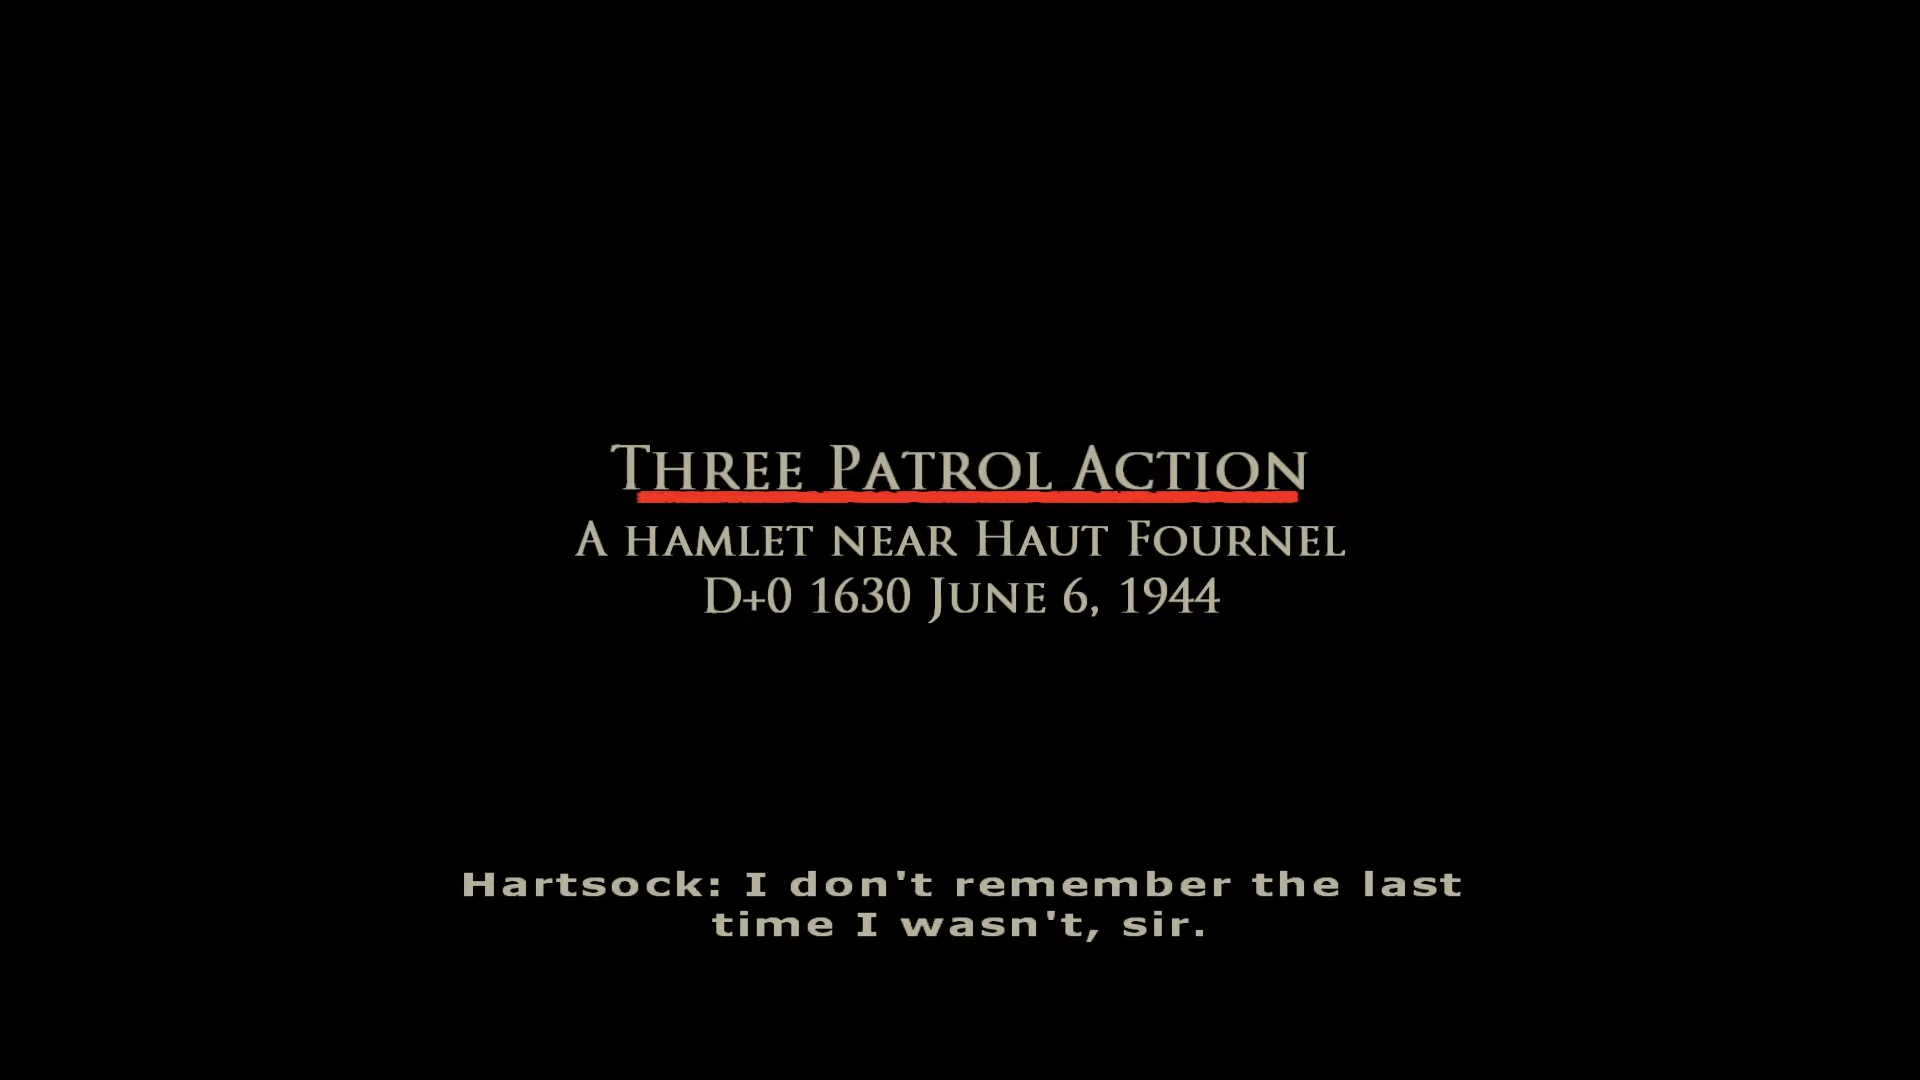 Three Patrol Action
A hamlet near Haut Fournel
D+0 1630 June 6, 1944
Hartsock: I don't remember the last
time I wasn't, sir.